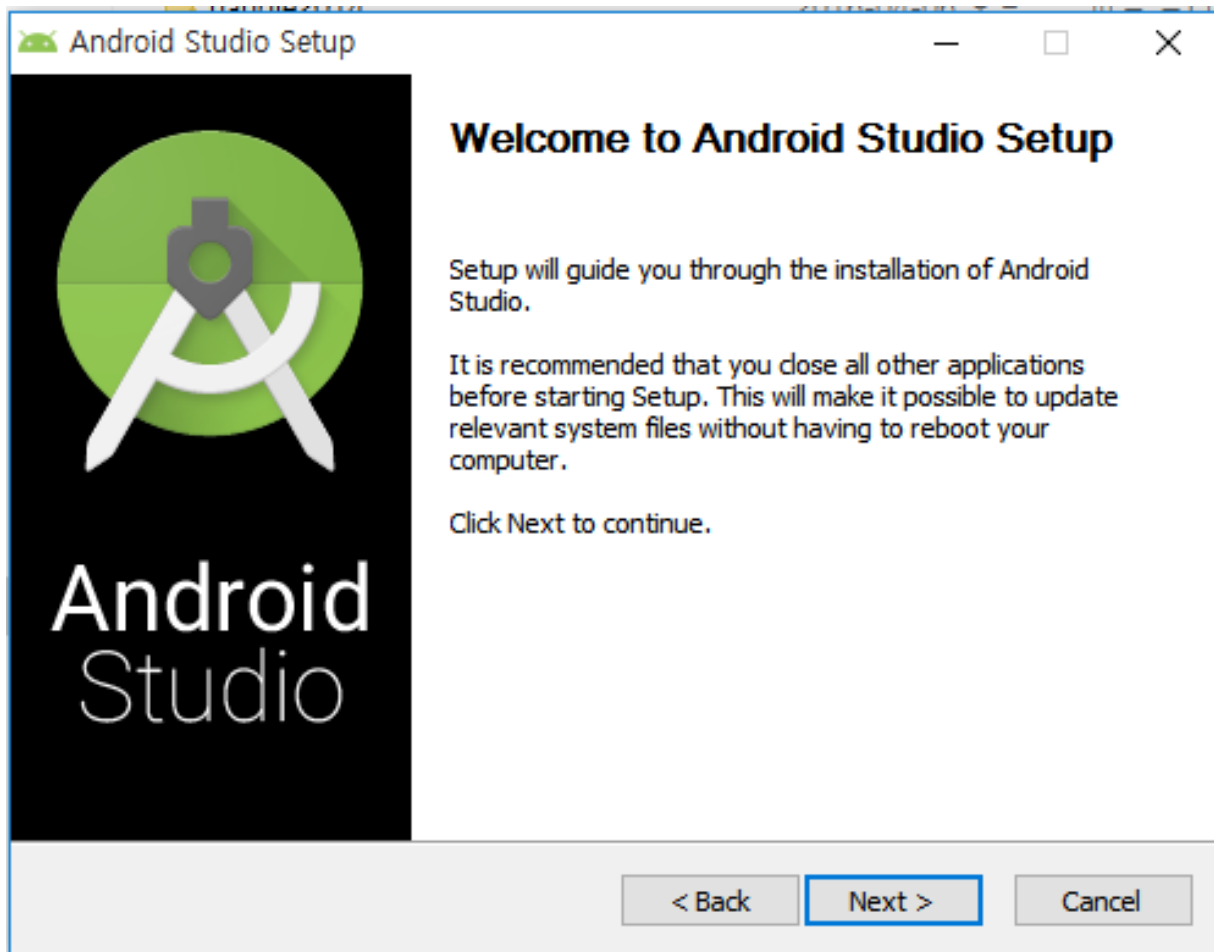 Android Studio Setup
Welcome to Android Studio Setup
Setup will guide you through the installation of Android
Studio.
It is recommended that you close all other applications
before starting Setup. This will make it possible to update
relevant system files without having to reboot your
computer.
Click Next to continue.
Android
Studio
< Back
Next >
Cancel